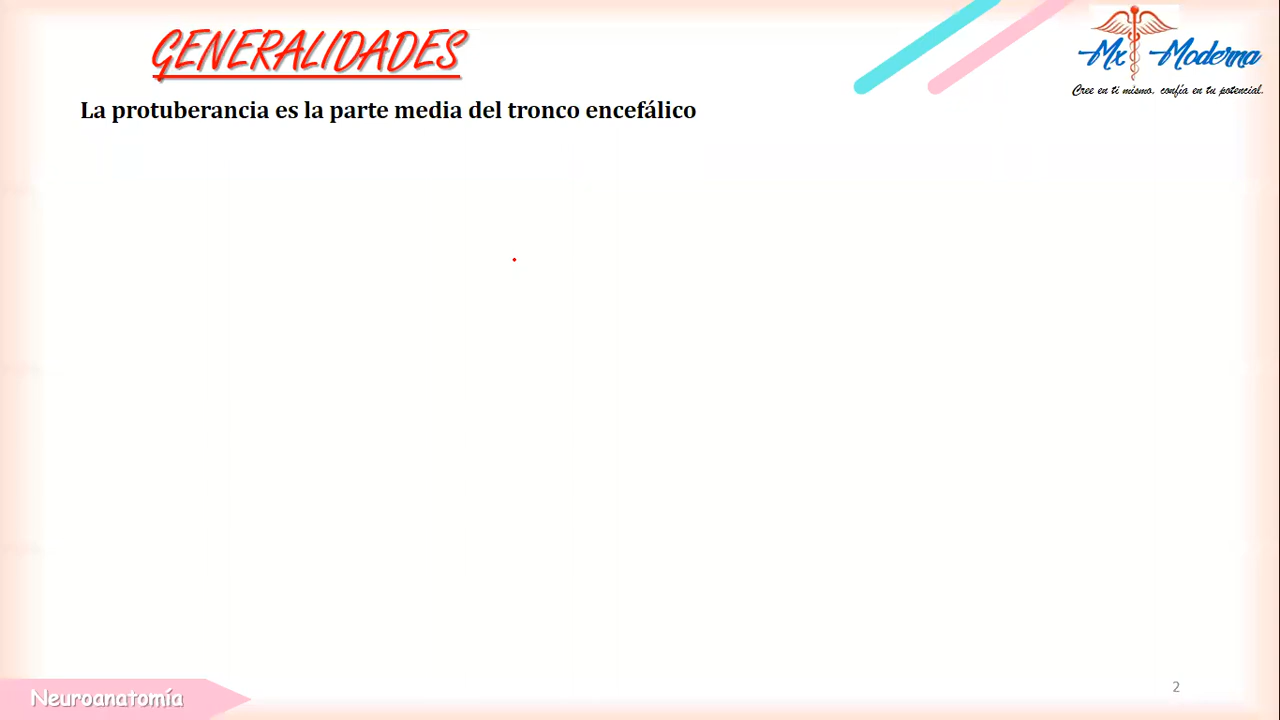 GENERALIDADES
Mx Moderna
Cree en ti mismo, confía en tu potencial.
La protuberancia es la parte media del tronco encefálico
Neuroanatomía
2